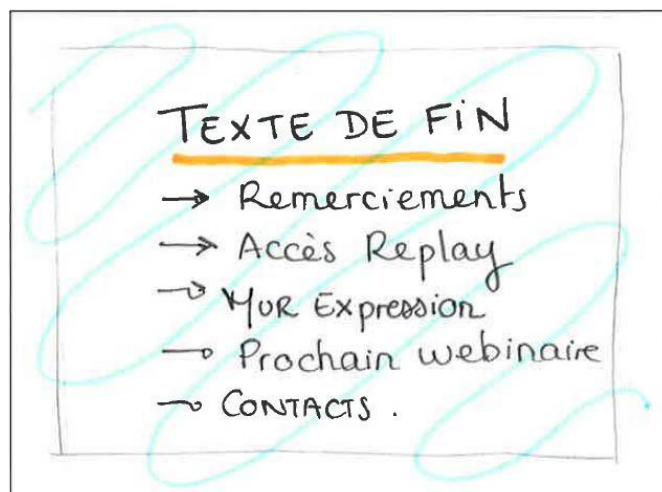 TEXTE DE FiN
→ Remerciements
→ Accès Replay
→ MUR Expression
→ Prochain webinaire
→ CONTACTS.